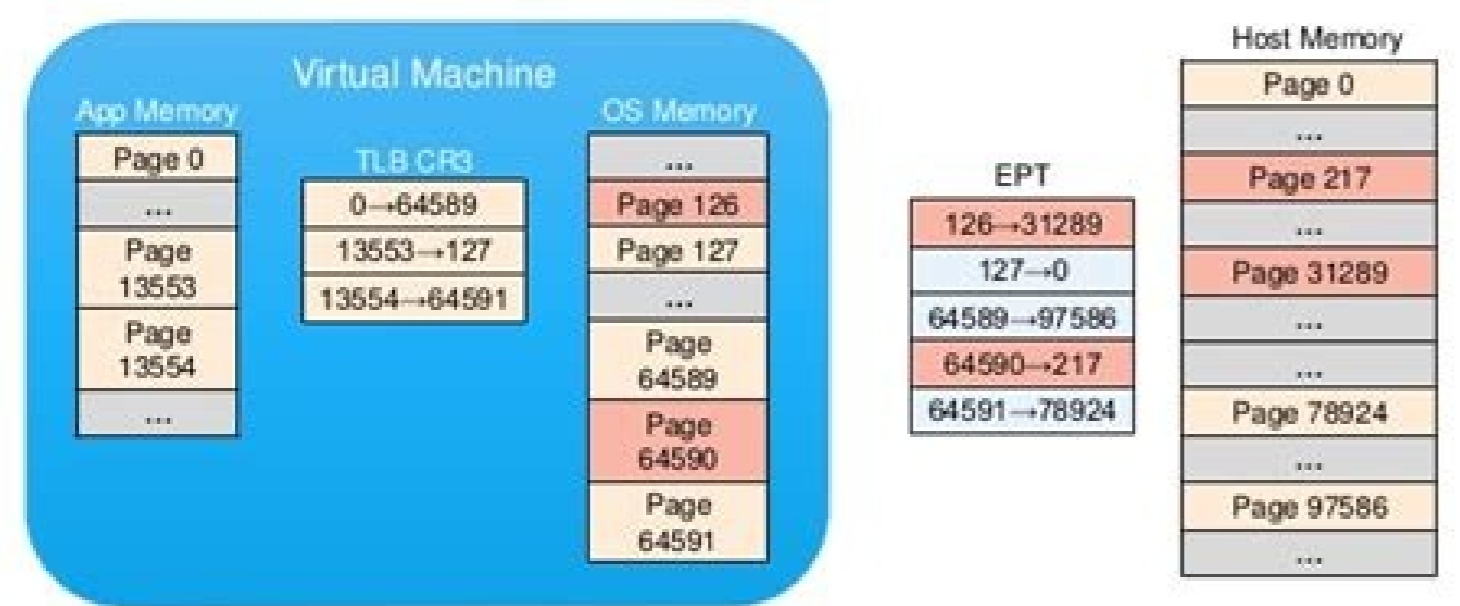 Virtual Machine
App Memory
Page 0
...
Page
13553
Page
13554
...
TLB CR3
0→64589
13553→127
13554→64591
OS Memory
...
Page 126
Page 127
...
Page
64589
Page
64590
Page
64591
EPT
126→31289
127→0
64589→97586
64590→217
64591→78924
Host Memory
Page 0
...
Page 217
...
Page 31289
...
...
Page 78924
...
Page 97586
...